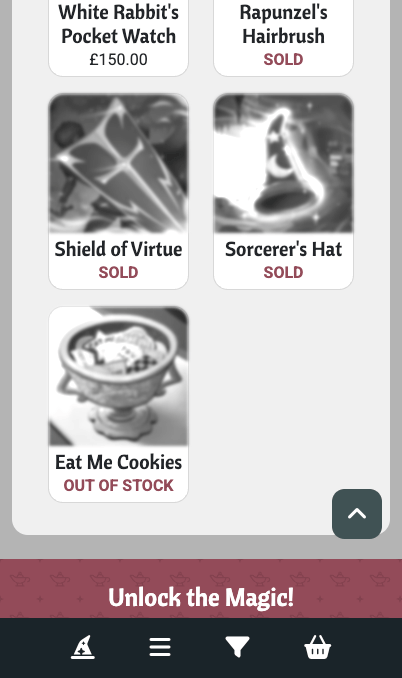 White Rabbit's
Pocket Watch
£150.00
Rapunzel's
Hairbrush
SOLD
Shield of Virtue
SOLD
Sorcerer's Hat
SOLD
Eat Me Cookies
OUT OF STOCK
Unlock the Magic!